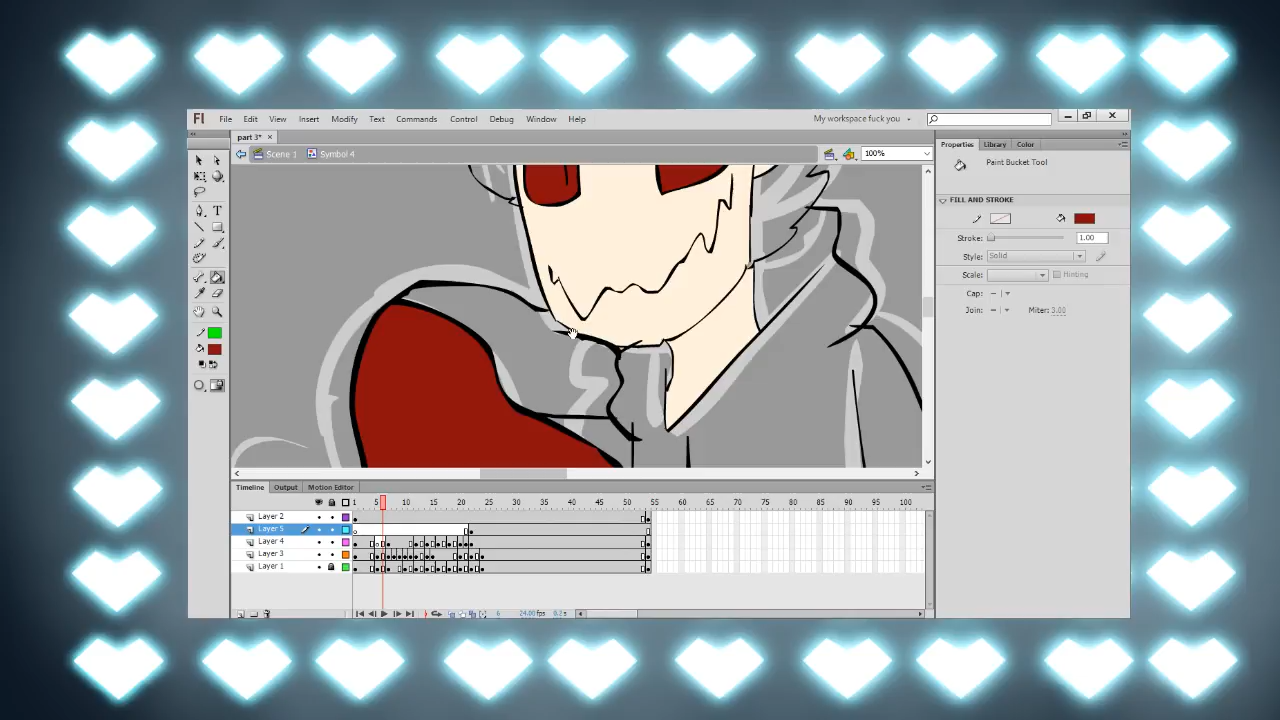 Fl File Edit View Insert Modify Text Commands Control Debug Window Help My workspace fuck you
part 3*
Scene 1 Symbol 4 100%
Properties Library Color
Paint Bucket Tool
FILL AND STROKE
Stroke: 1.00
Style: Solid
Scale: Hinting
Cap:
Join: Miter: 3.00
Timeline Output Motion Editor
1 5 10 15 20 25 30 35 40 45 50 55 60 65 70 75 80 85 90 95 100
Layer 2
Layer 5
Layer 4
Layer 3
Layer 1
6 24.00 fps 0.2 s